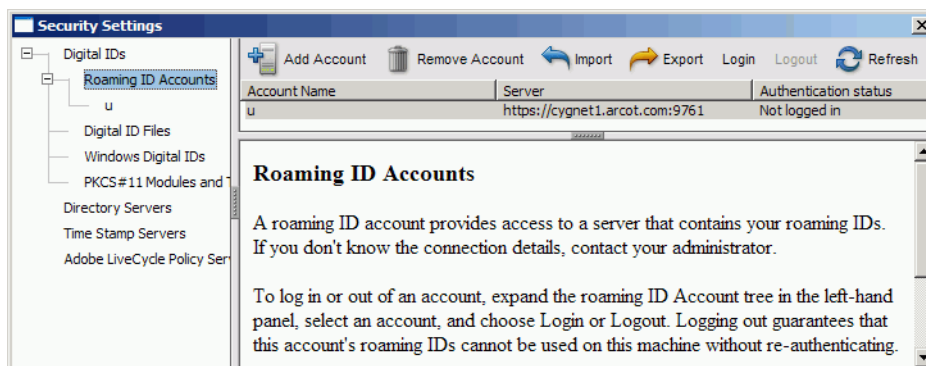 Security Settings
Digital IDs
Roaming ID Accounts
u
Digital ID Files
Windows Digital IDs
PKCS#11 Modules and
Directory Servers
Time Stamp Servers
Adobe LiveCycle Policy
Add Account Remove Account Import Export Login Logout Refresh
Account Name Server Authentication status
u https://cygnet1.arcot.com:9761 Not logged in
Roaming ID Accounts
A roaming ID account provides access to a server that contains your roaming IDs.
If you don't know the connection details, contact your administrator.
To log in or out of an account, expand the roaming ID Account tree in the left-hand
panel, select an account, and choose Login or Logout. Logging out guarantees that
this account's roaming IDs cannot be used on this machine without re-authenticating.